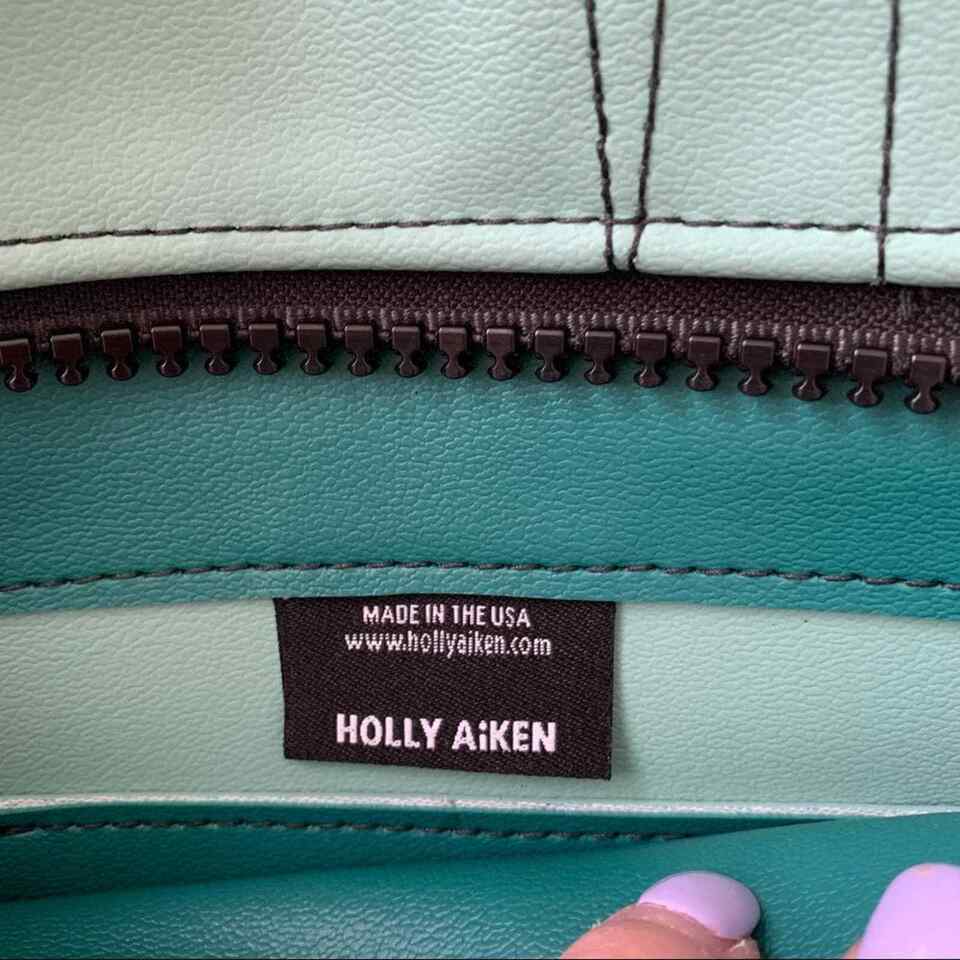 MADE IN THE USA
www.hollyaiken.com
HOLLY AiKEN